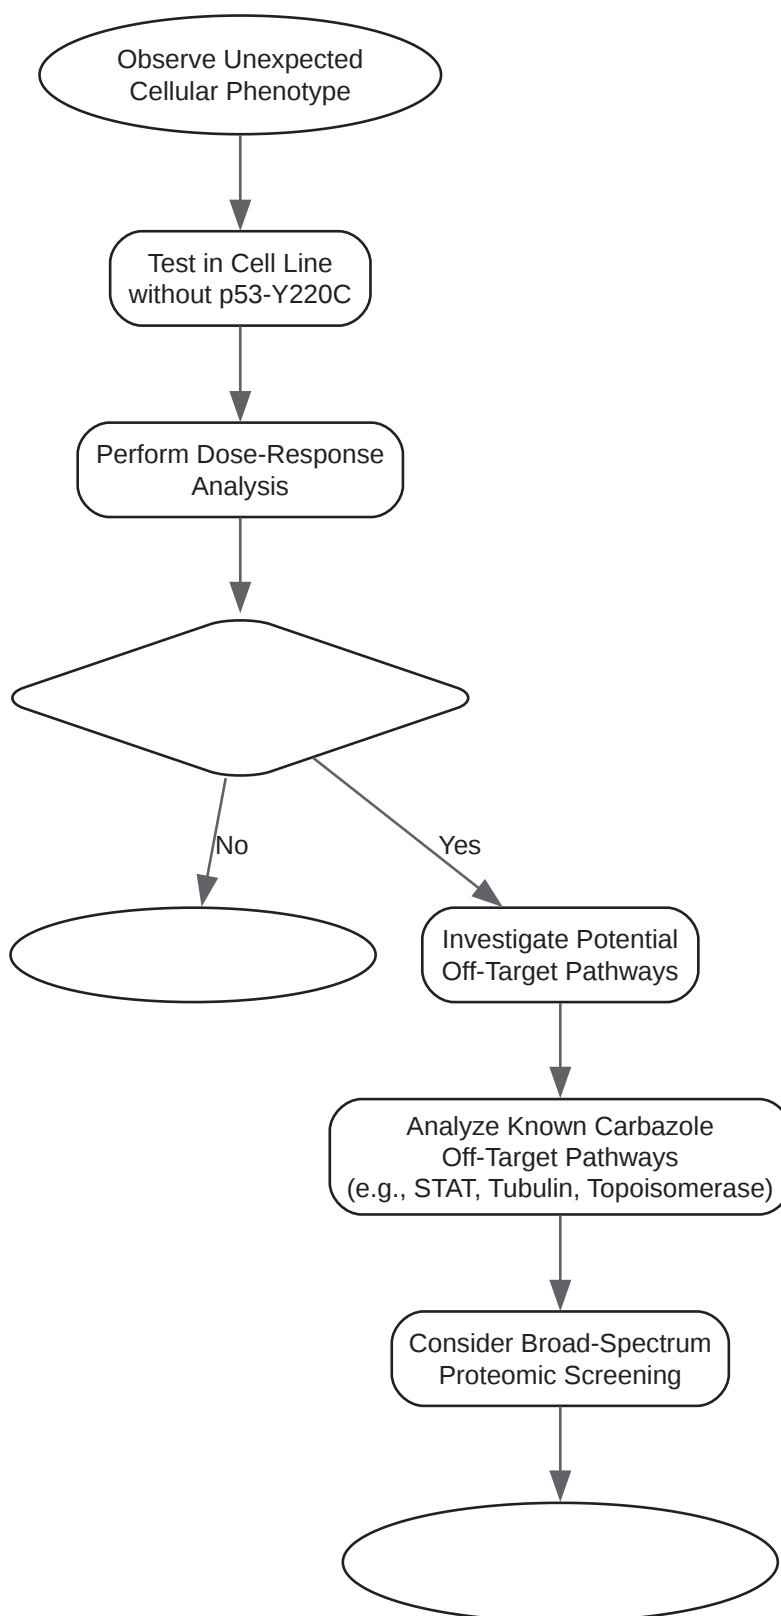 Observe Unexpected
Cellular Phenotype
Test in Cell Line
without p53-Y220C
Perform Dose-Response
Analysis
No
Yes
Investigate Potential
Off-Target Pathways
Analyze Known Carbazole
Off-Target Pathways
(e.g., STAT, Tubulin, Topoisomerase)
Consider Broad-Spectrum
Proteomic Screening